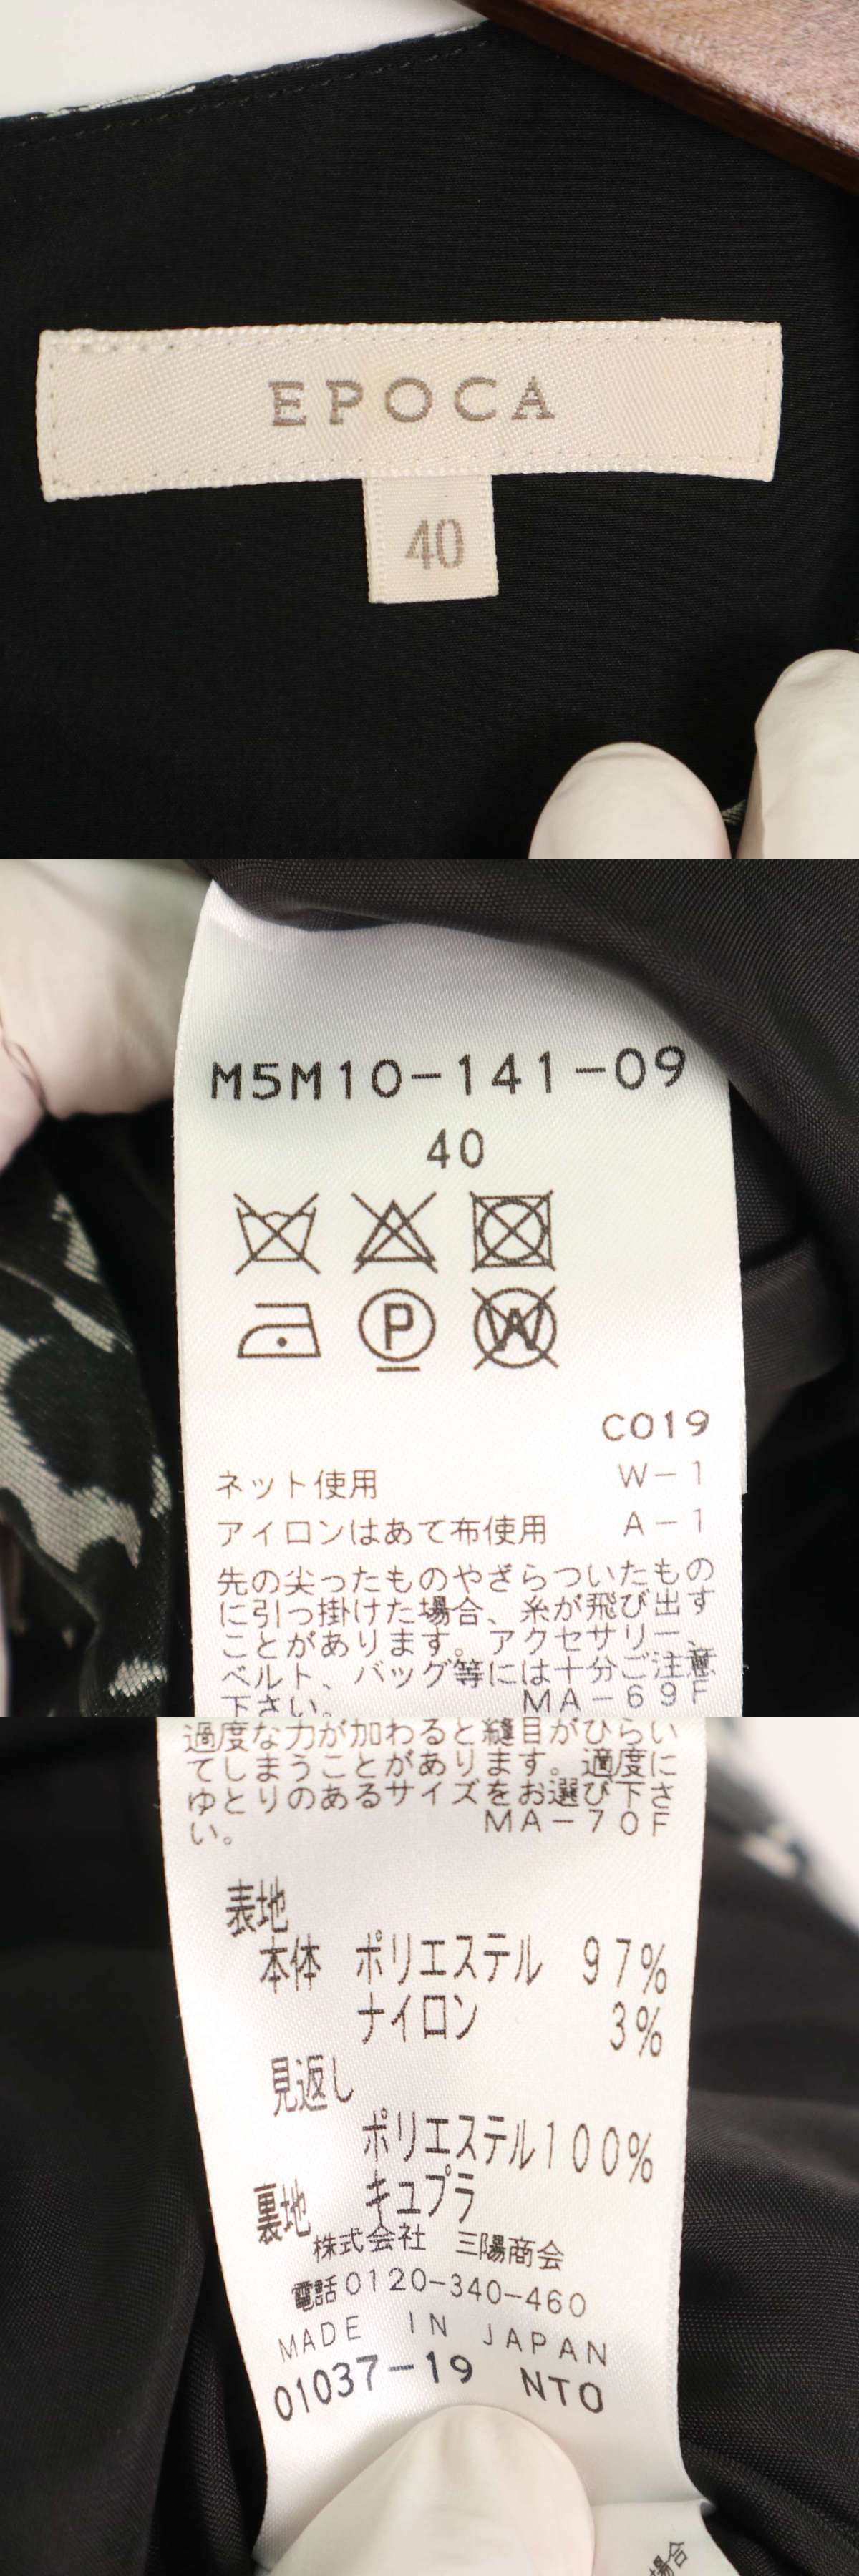 EPOCA
40
M5M10-141-09
40
P W
C019
ネット使用 W-1
アイロンはあて布使用 A-1
先の尖ったものやざらついたもの
に引っ掛けた場合、糸が飛び出す
ことがあります。アクセサリー、
ベルト、バッグ等には十分ご注意
下さい。 MA-69F
過度な力が加わると縫目がひらい
てしまうことがあります。適度に
ゆとりのあるサイズをお選び下さ
い。 MA-70F
表地
本体 ポリエステル 97%
ナイロン 3%
見返し
ポリエステル100%
裏地 キュプラ
株式会社 三陽商会
電話0120-340-460
MADE IN JAPAN
01037-19 NTO
場合